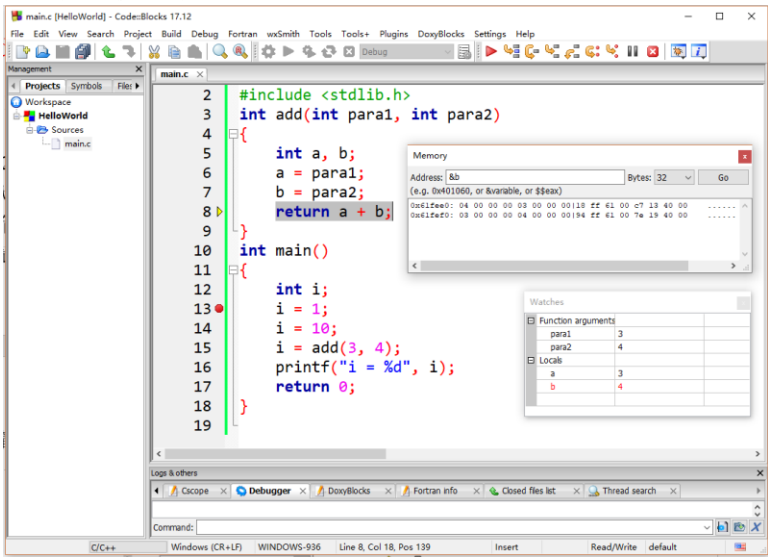 main.c [HelloWorld] - Code::Blocks 17.12
File Edit View Search Project Build Debug Fortran wxSmith Tools Tools+ Plugins DoxyBlocks Settings Help
Debug
Management
Projects Symbols Files
Workspace
HelloWorld
Sources
main.c
main.c
2 #include <stdlib.h>
3 int add(int para1, int para2)
4 {
5 int a, b;
6 a = para1;
7 b = para2;
8 return a + b;
9 }
10 int main()
11 {
12 int i;
13 i = 1;
14 i = 10;
15 i = add(3, 4);
16 printf("i = %d", i);
17 return 0;
18 }
19
Memory
Address: &b Bytes: 32 Go
(e.g. 0x401060, or &variable, or $$eax)
0x61fee0: 04 00 00 00 03 00 00 00|18 ff 61 00 c7 13 40 00 ......
0x61fef0: 03 00 00 00 04 00 00 00|94 ff 61 00 7e 19 40 00 ......
Watches
Function arguments
para1 3
para2 4
Locals
a 3
b 4
Logs & others
Cscope Debugger DoxyBlocks Fortran info Closed files list Thread search
Command:
C/C++ Windows (CR+LF) WINDOWS-936 Line 8, Col 18, Pos 139 Insert Read/Write default